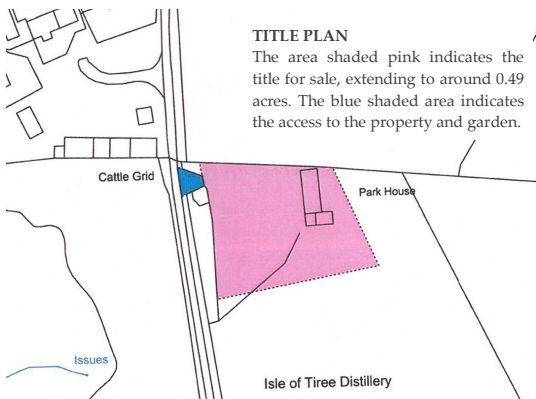 TITLE PLAN
The area shaded pink indicates the
title for sale, extending to around 0.49
acres. The blue shaded area indicates
the access to the property and garden.
Cattle Grid
Park House
Issues
Isle of Tiree Distillery